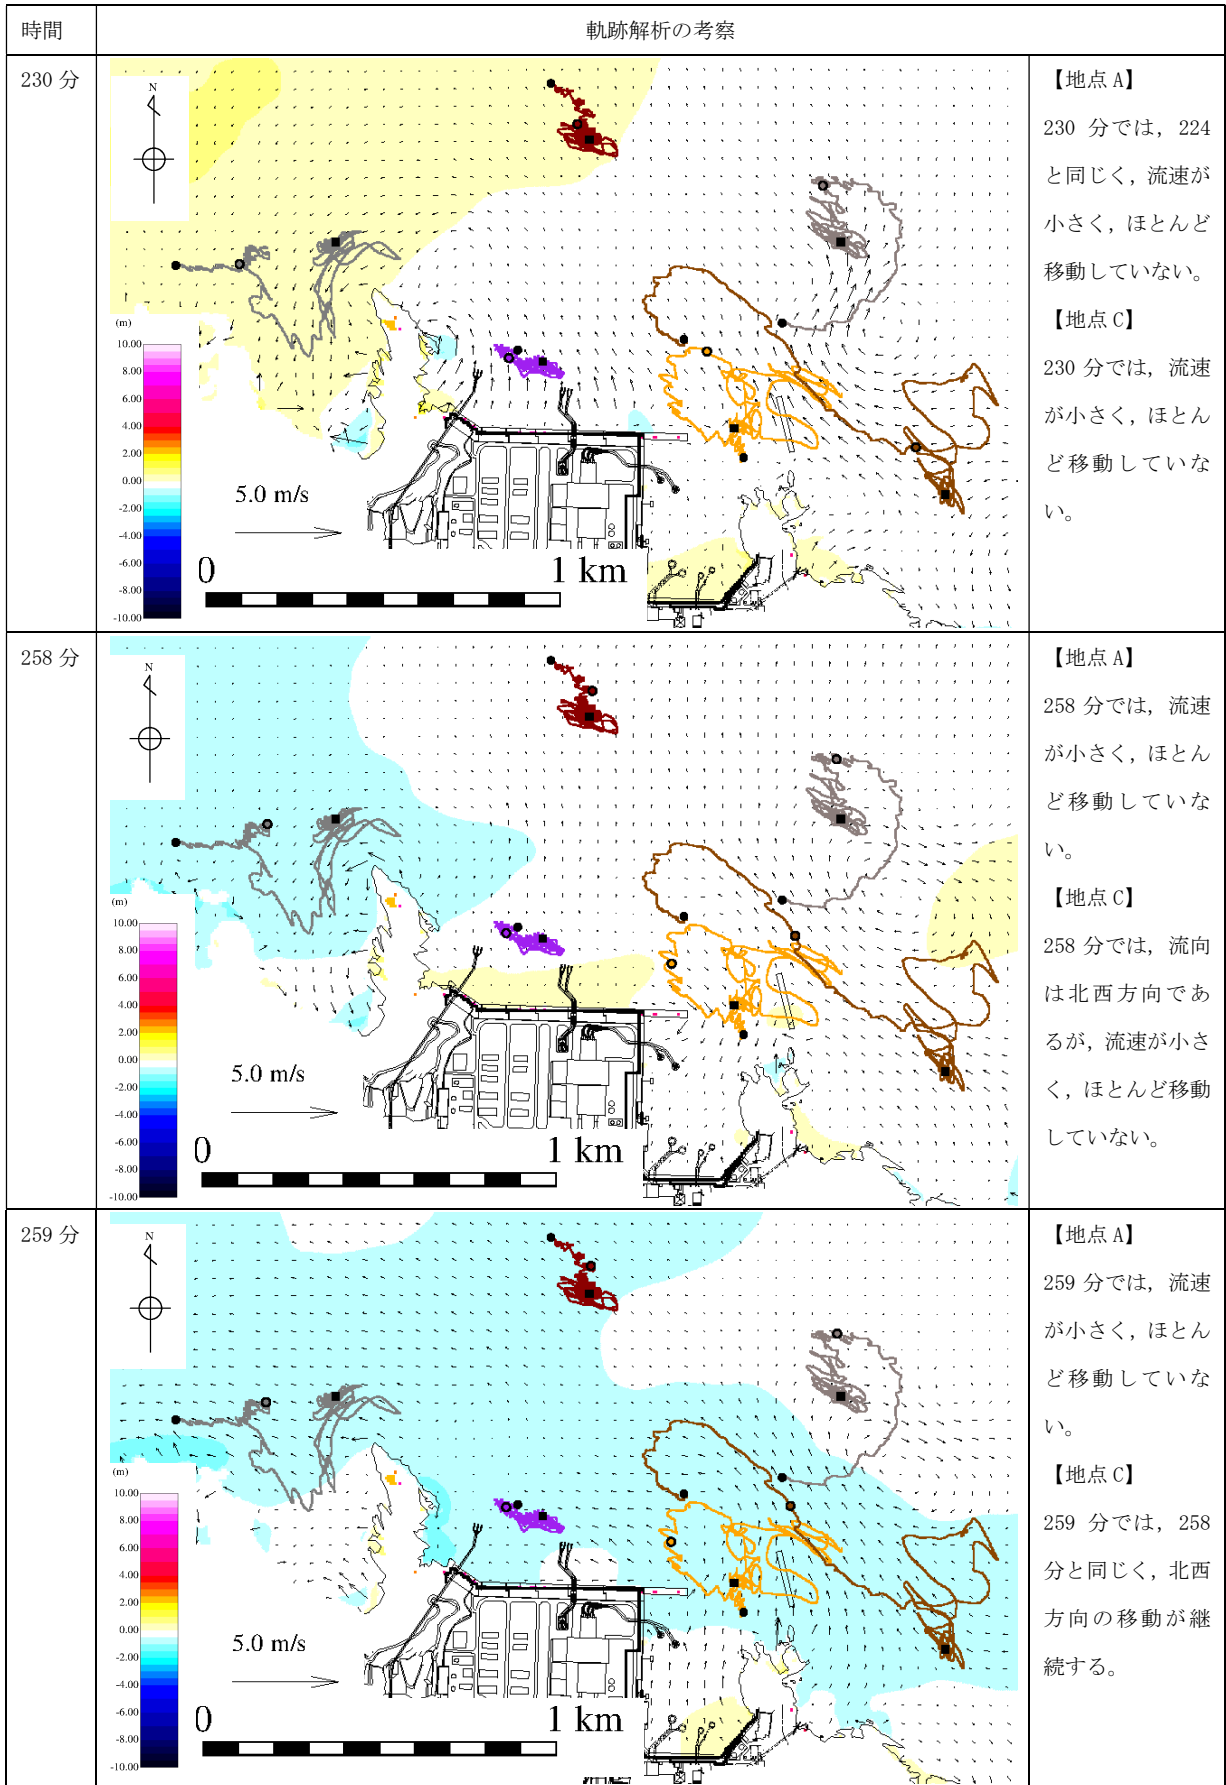 時間
軌跡解析の考察
230 分
N
(m)
10.00
8.00
6.00
4.00
2.00
0.00
-2.00
-4.00
-6.00
-8.00
-10.00
5.0 m/s
0
1 km
【地点 A】
230 分では，224
と同じく，流速が
小さく，ほとんど
移動していない。
【地点 C】
230 分では，流速
が小さく，ほとん
ど移動していな
い。
258 分
N
(m)
10.00
8.00
6.00
4.00
2.00
0.00
-2.00
-4.00
-6.00
-8.00
-10.00
5.0 m/s
0
1 km
【地点 A】
258 分では，流速
が小さく，ほとん
ど移動していな
い。
【地点 C】
258 分では，流向
は北西方向であ
るが，流速が小さ
く，ほとんど移動
していない。
259 分
N
(m)
10.00
8.00
6.00
4.00
2.00
0.00
-2.00
-4.00
-6.00
-8.00
-10.00
5.0 m/s
0
1 km
【地点 A】
259 分では，流速
が小さく，ほとん
ど移動していな
い。
【地点 C】
259 分では，258
分と同じく，北西
方向の移動が継
続する。